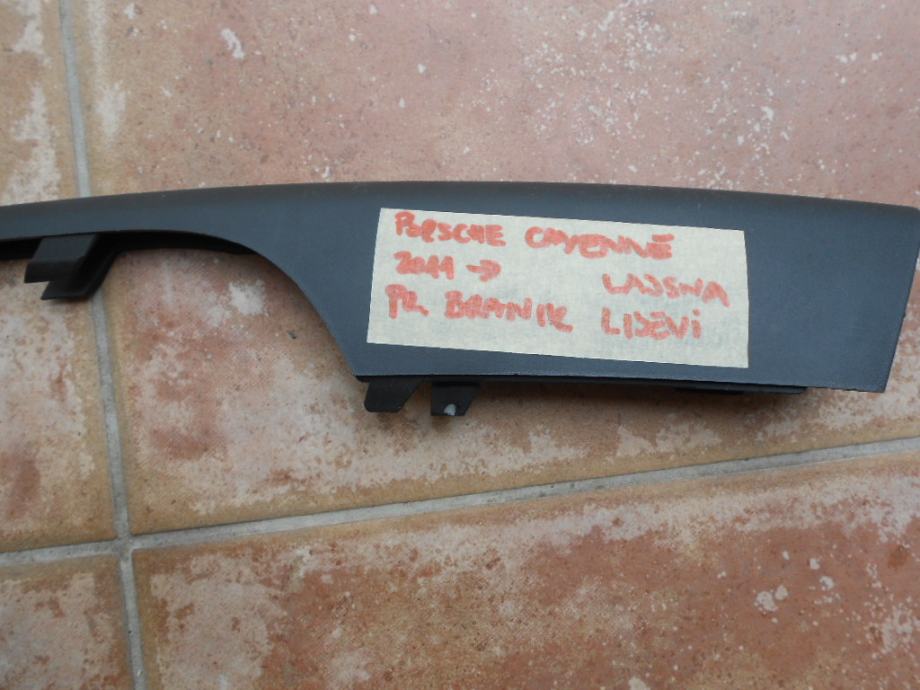 PORSCHE CAYENNE
2011 → LAJSNA
PR BRANIK LIJEVi